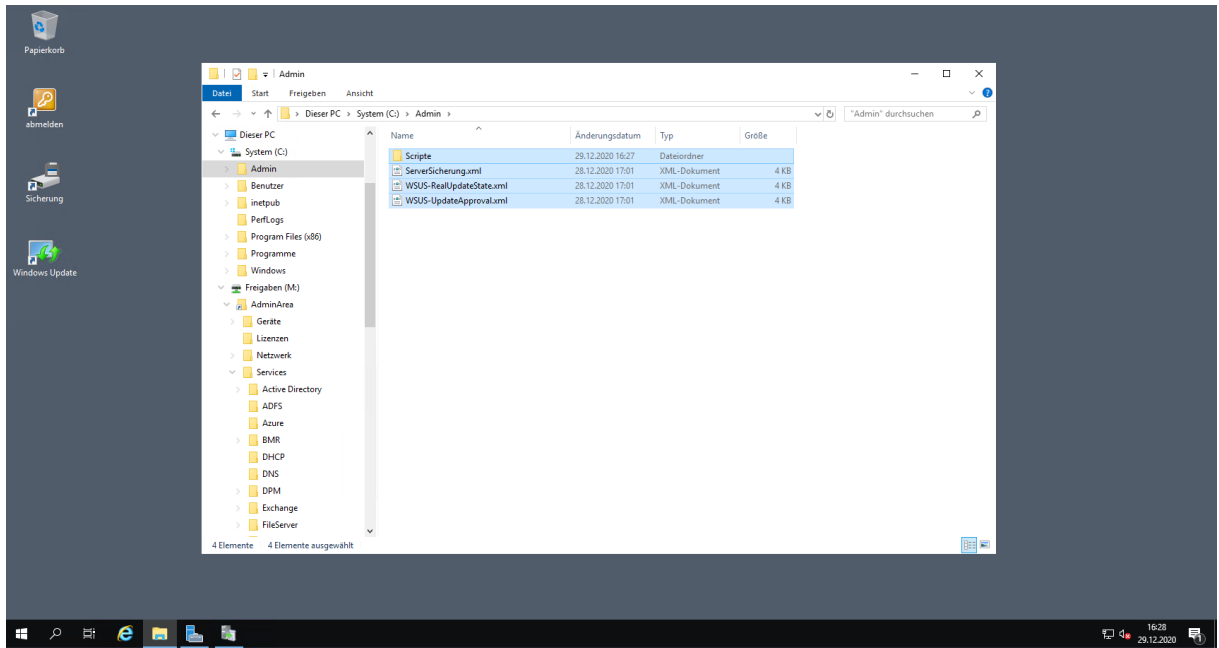 Papierkorb
abmelden
Sicherung
Windows Update
Admin
Datei Start Freigeben Ansicht
Dieser PC > System (C:) > Admin >
"Admin" durchsuchen
Dieser PC
System (C:)
Admin
Benutzer
inetpub
PerfLogs
Program Files (x86)
Programme
Windows
Freigaben (M:)
AdminArea
Geräte
Lizenzen
Netzwerk
Services
Active Directory
ADFS
Azure
BMR
DHCP
DNS
DPM
Exchange
FileServer
Name Änderungsdatum Typ Größe
Scripte 29.12.2020 16:27 Dateiordner
ServerSicherung.xml 28.12.2020 17:01 XML-Dokument 4 KB
WSUS-RealUpdateState.xml 28.12.2020 17:01 XML-Dokument 4 KB
WSUS-UpdateApproval.xml 28.12.2020 17:01 XML-Dokument 4 KB
4 Elemente 4 Elemente ausgewählt
16:28
29.12.2020